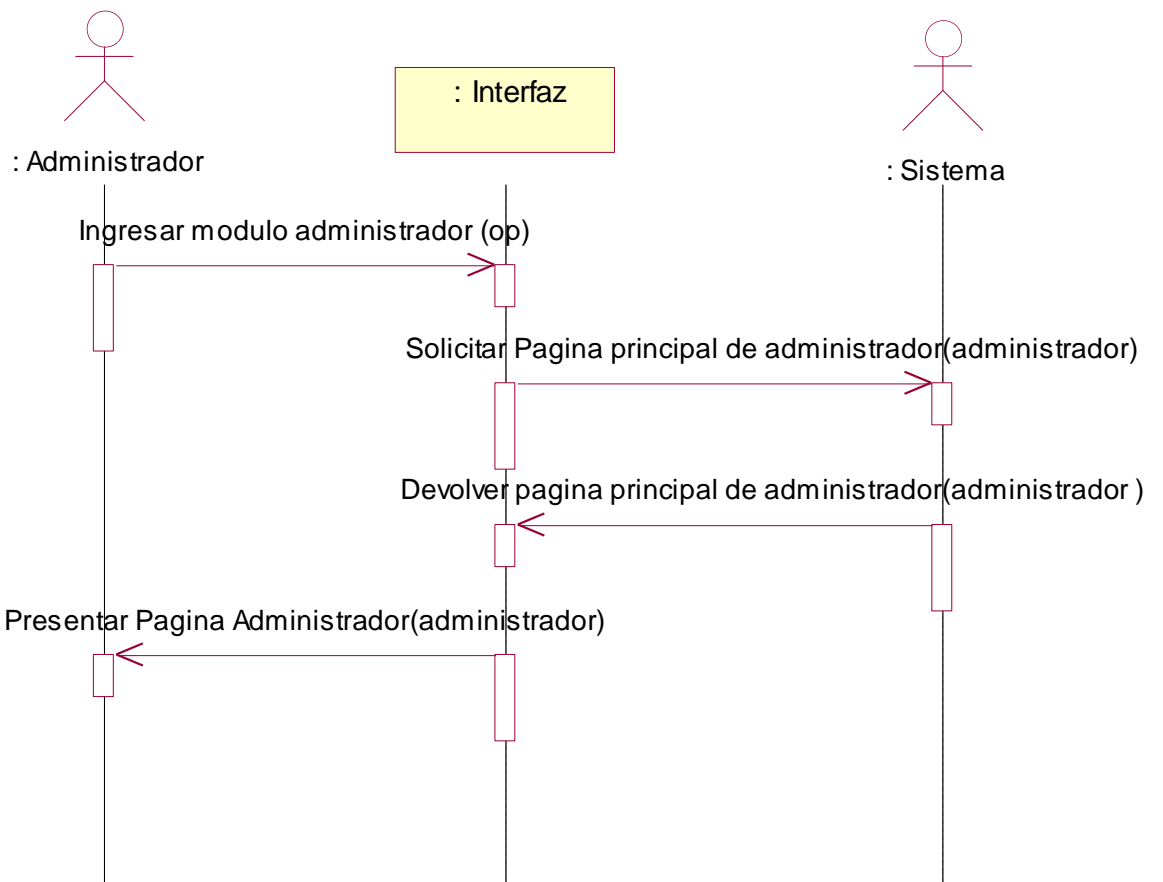 : Administrador
: Interfaz
: Sistema
Ingresar modulo administrador (op)
Solicitar Pagina principal de administrador(administrador)
Devolver pagina principal de administrador(administrador )
Presentar Pagina Administrador(administrador)